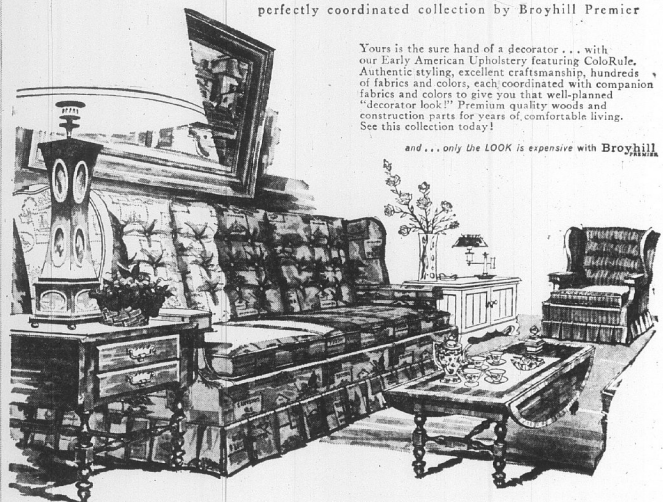 perfectly coordinated collection by Broyhill Premier
Yours is the sure hand of a decorator . . . with
our Early American Upholstery featuring ColoRule.
Authentic styling, excellent craftsmanship, hundreds
of fabrics and colors, each coordinated with companion
fabrics and colors to give you that well-planned
"decorator look!" Premium quality woods and
construction parts for years of comfortable living.
See this collection today!
and . . . only the LOOK is expensive with Broyhill
PREMIER